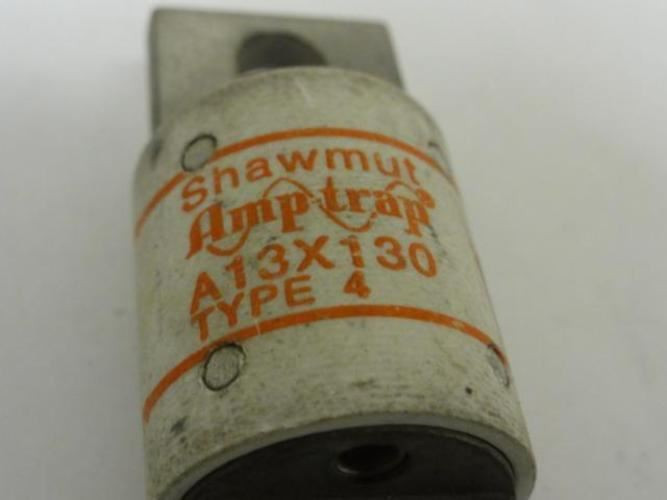 Shawmut
Amp-trap®
A13X130
TYPE 4